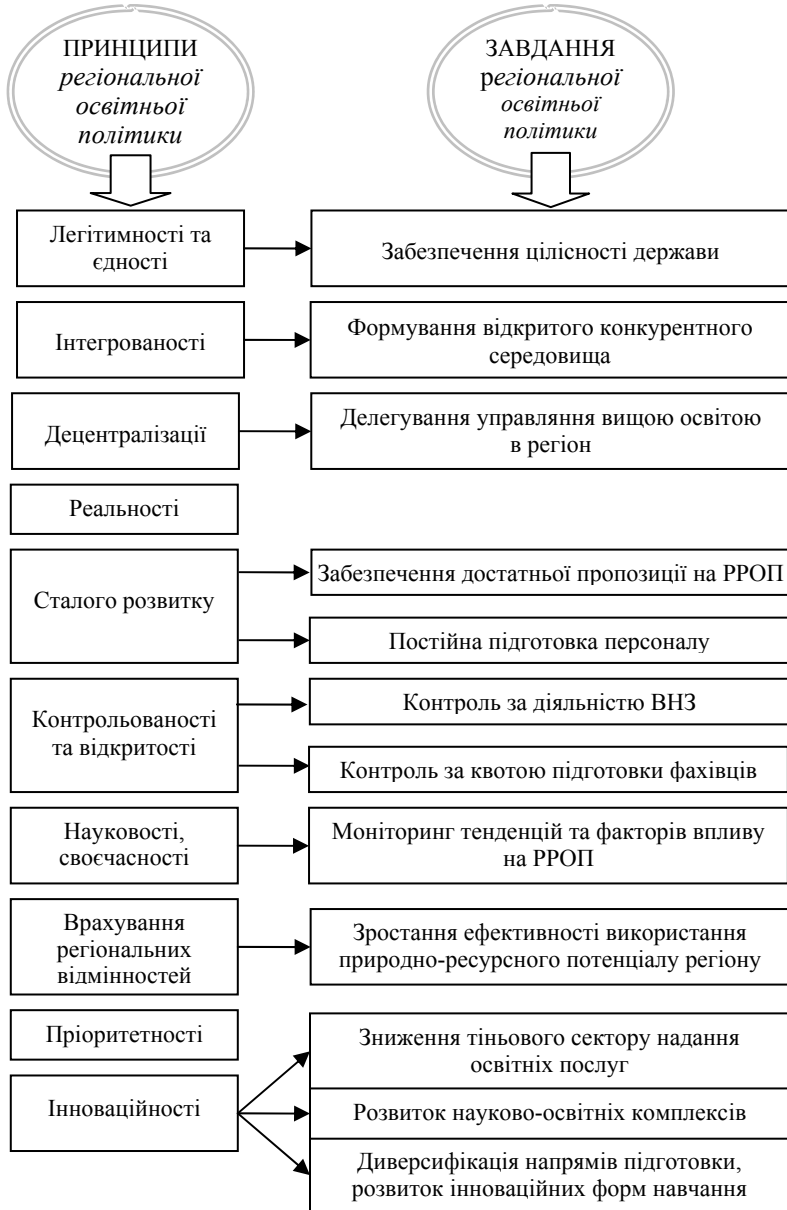 ПРИНЦИПИ
регіональної
освітньої
політики
ЗАВДАННЯ
регіональної
освітньої
політики
Легітимності та
єдності
Забезпечення цілісності держави
Інтегрованості
Формування відкритого конкурентного
середовища
Децентралізації
Делегування управляння вищою освітою
в регіон
Реальності
Сталого розвитку
Забезпечення достатньої пропозиції на РРОП
Постійна підготовка персоналу
Контрольованості
та відкритості
Контроль за діяльністю ВНЗ
Контроль за квотою підготовки фахівців
Науковості,
своєчасності
Моніторинг тенденцій та факторів впливу
на РРОП
Врахування
регіональних
відмінностей
Зростання ефективності використання
природно-ресурсного потенціалу регіону
Пріоритетності
Зниження тіньового сектору надання
освітніх послуг
Інноваційності
Розвиток науково-освітніх комплексів
Диверсифікація напрямів підготовки,
розвиток інноваційних форм навчання